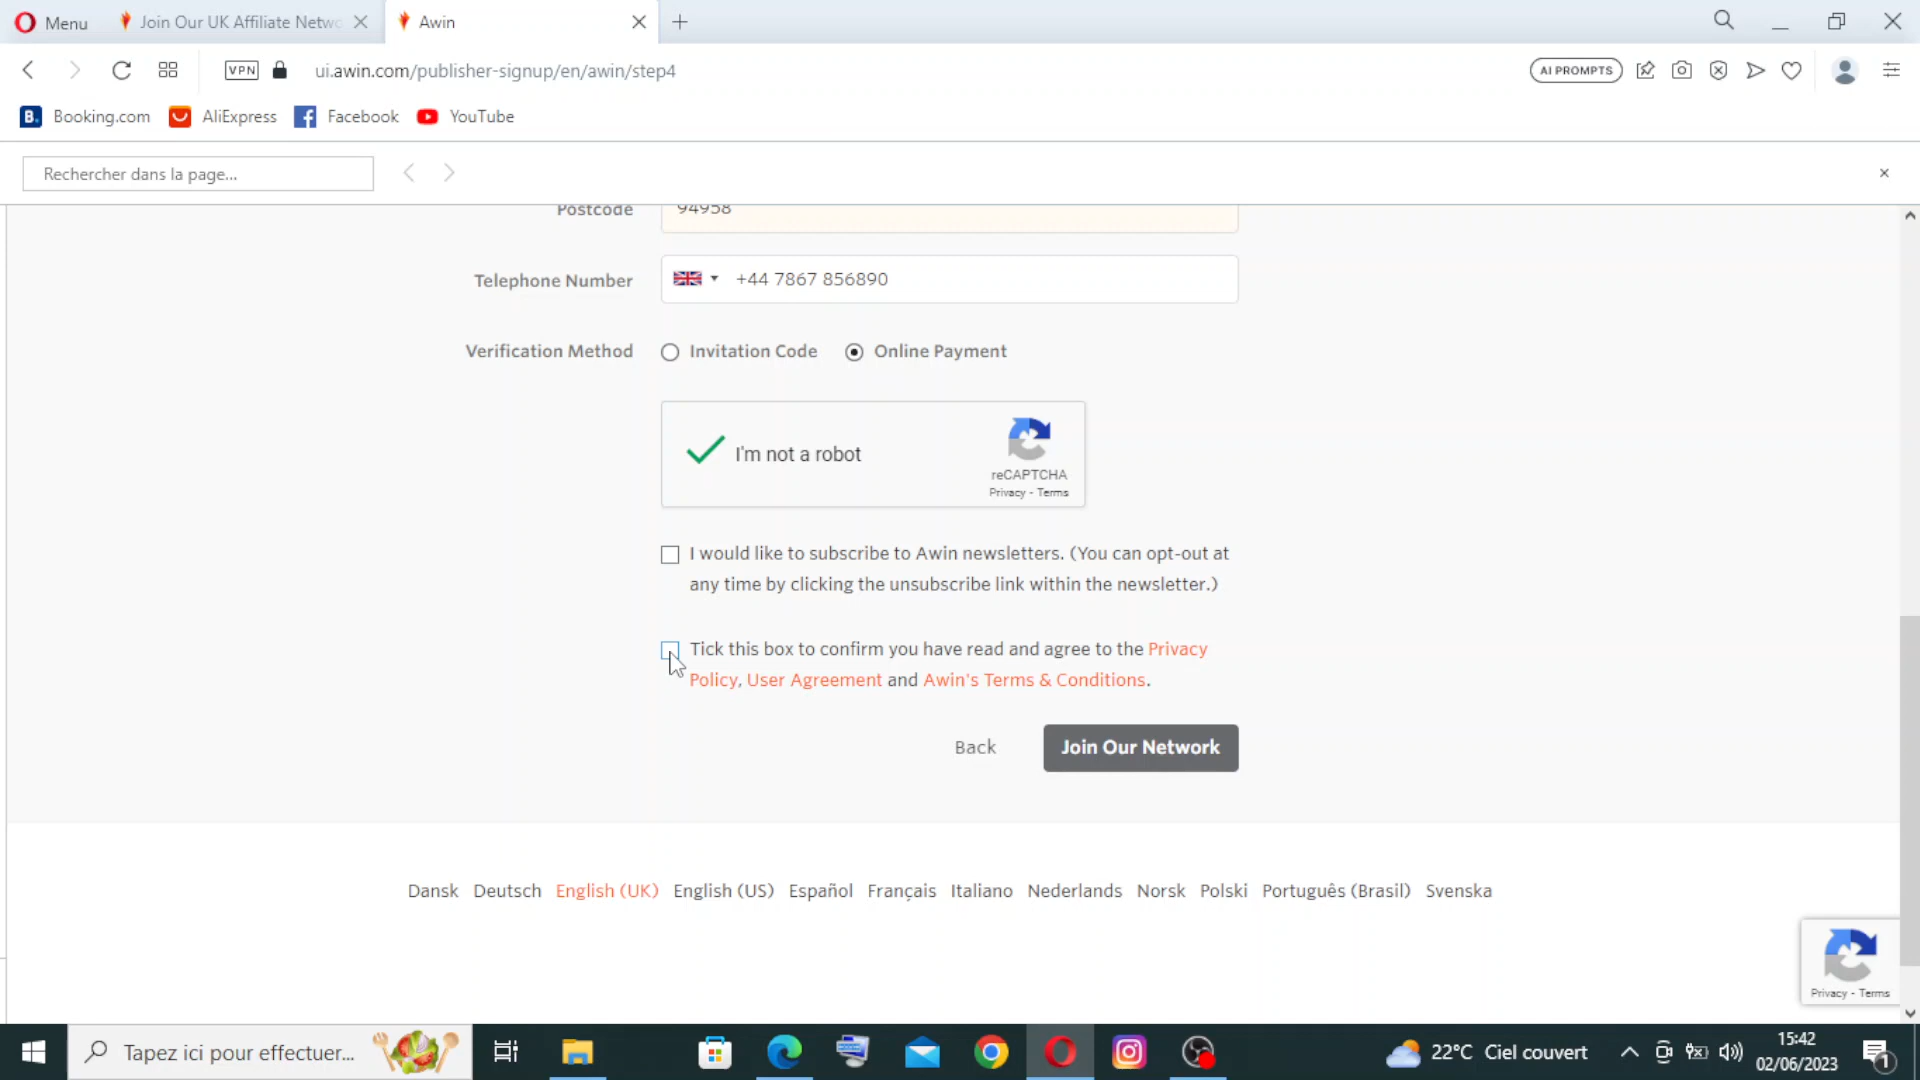 Menu
Join Our UK Affiliate Netwo
Awin
VPN
ui.awin.com/publisher-signup/en/awin/step4
AI PROMPTS
B.
Booking.com
AliExpress
Facebook
YouTube
Rechercher dans la page...
Postcode
94958
Telephone Number
+44 7867 856890
Verification Method
Invitation Code
Online Payment
I'm not a robot
reCAPTCHA
Privacy - Terms
I would like to subscribe to Awin newsletters. (You can opt-out at
any time by clicking the unsubscribe link within the newsletter.)
Tick this box to confirm you have read and agree to the Privacy
Policy, User Agreement and Awin's Terms & Conditions.
Back
Join Our Network
Dansk Deutsch English (UK) English (US) Español Français Italiano Nederlands Norsk Polski Português (Brasil) Svenska
Privacy - Terms
Tapez ici pour effectuer...
22°C Ciel couvert
15:42
02/06/2023
1